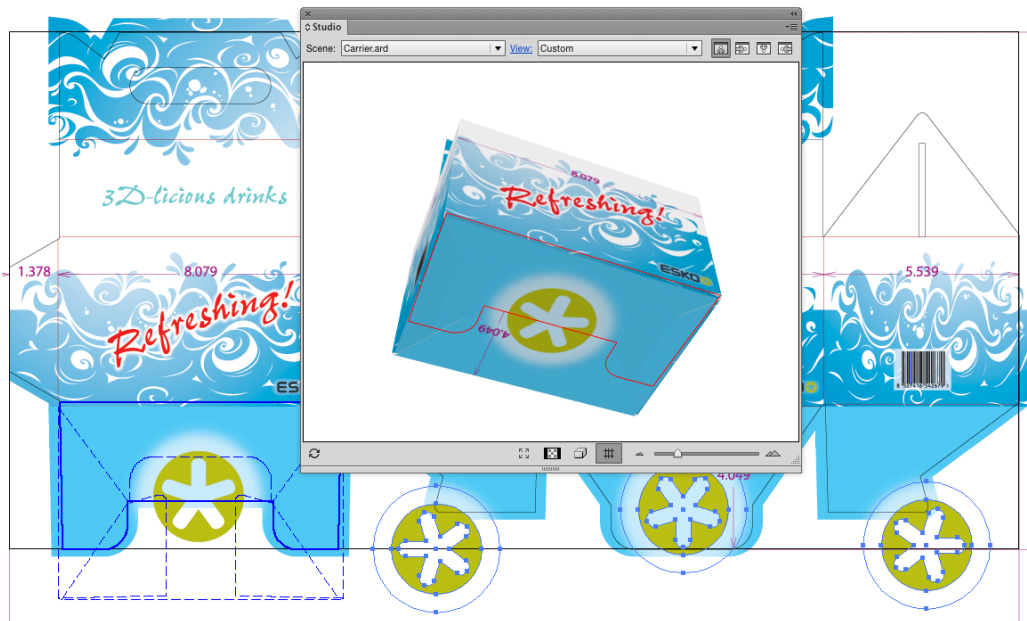 Studio
Scene: Carrier.ard View: Custom
8.079
Refreshing!
ESKO
4.049
3D-licious drinks
1.378 8.079 5.539
Refreshing!
ES
4.049